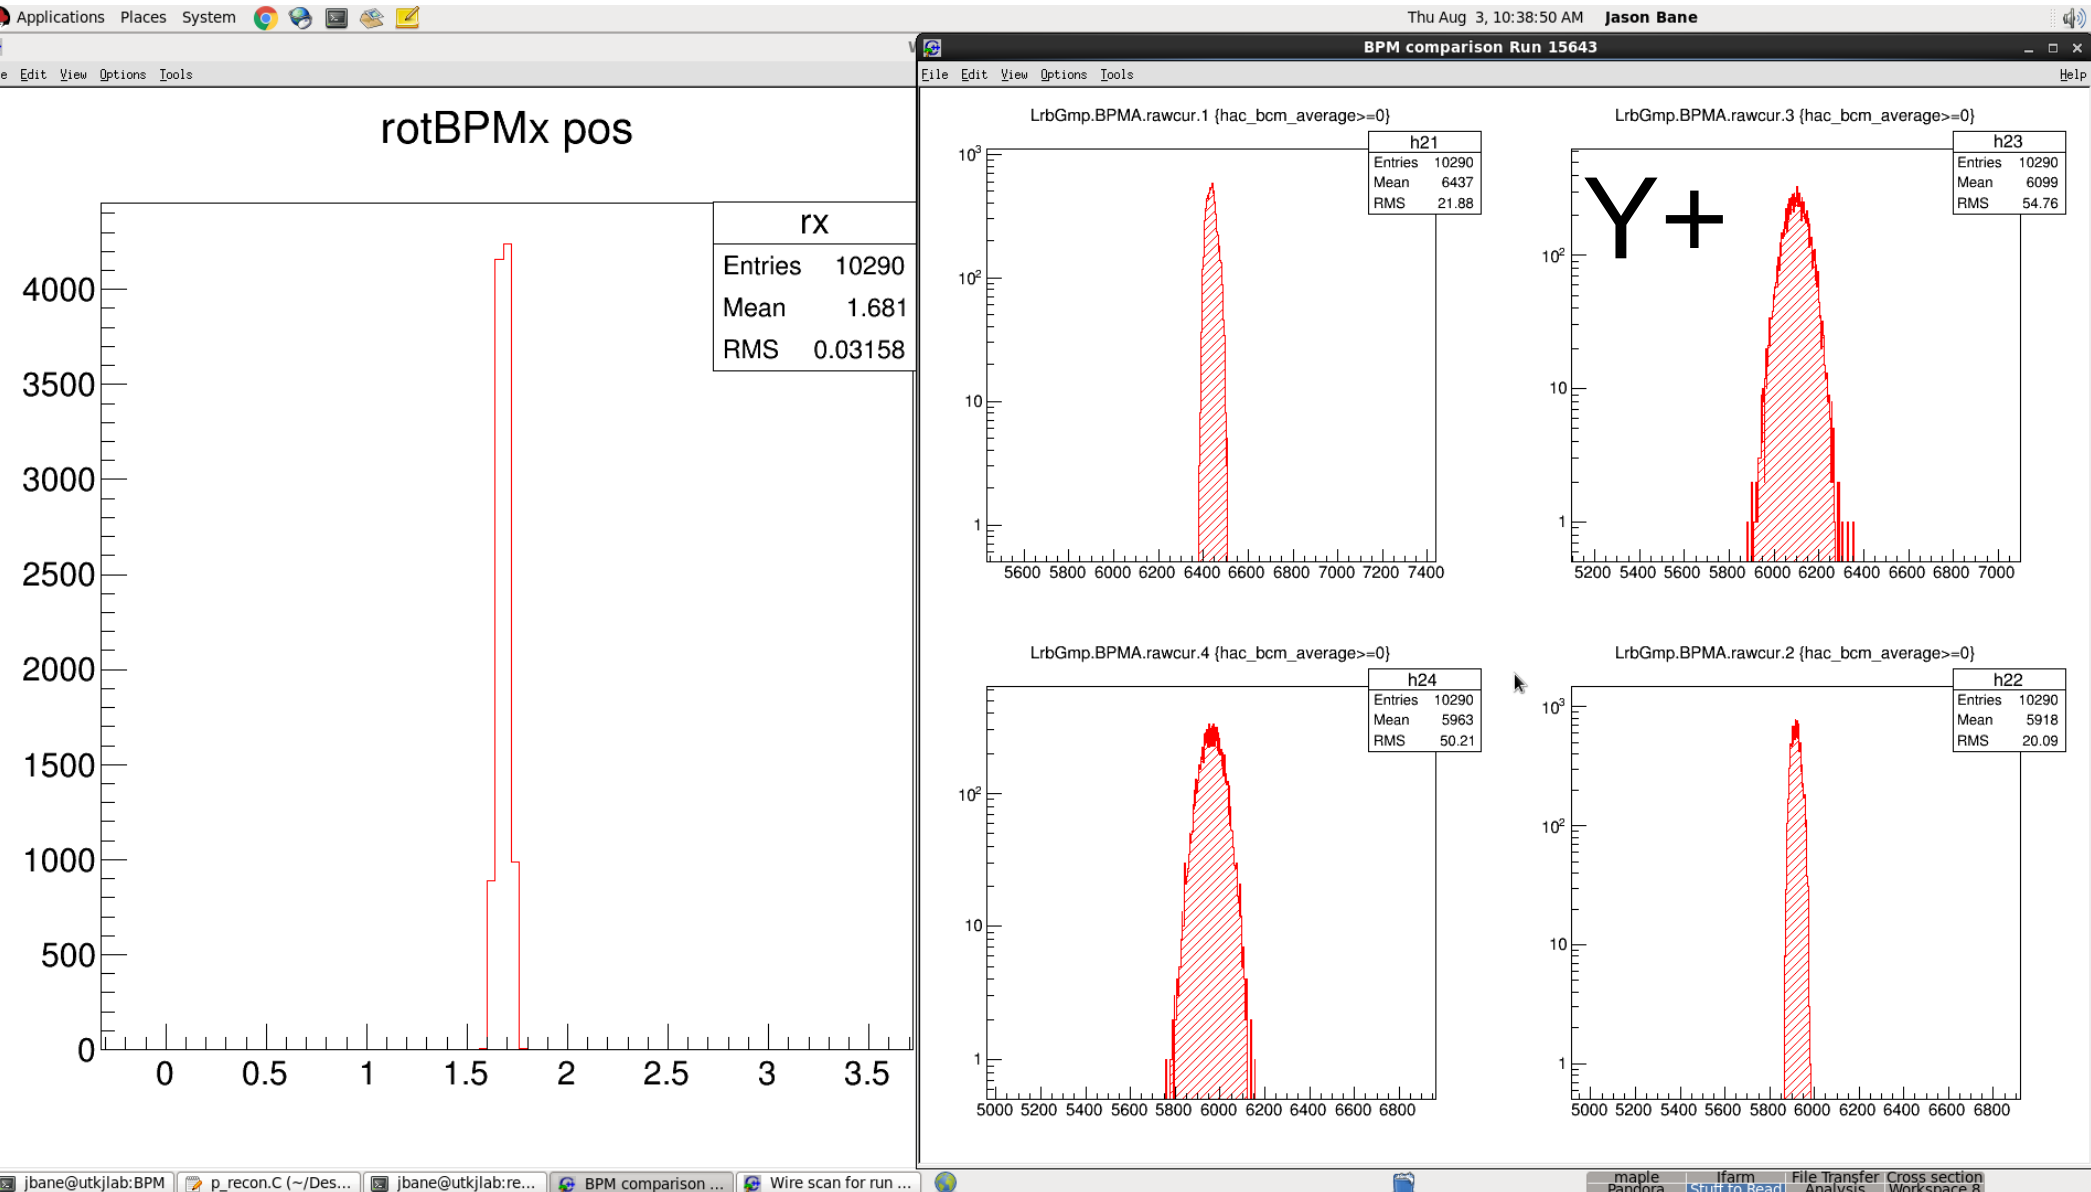 Applications Places System Thu Aug 3, 10:38:50 AM Jason Bane
BPM comparison Run 15643
Edit View Options Tools
File Edit View Options Tools Help
rotBPMx pos
rx
Entries 10290
Mean 1.681
RMS 0.03158
4000
3500
3000
2500
2000
1500
1000
500
0
0 0.5 1 1.5 2 2.5 3 3.5
LrbGmp.BPMA.rawcur.1 {hac_bcm_average>=0}
h21
Entries 10290
Mean 6437
RMS 21.88
10³
10²
10
1
5600 5800 6000 6200 6400 6600 6800 7000 7200 7400
LrbGmp.BPMA.rawcur.3 {hac_bcm_average>=0}
h23
Entries 10290
Mean 6099
RMS 54.76
Y+
10²
10
1
5200 5400 5600 5800 6000 6200 6400 6600 6800 7000
LrbGmp.BPMA.rawcur.4 {hac_bcm_average>=0}
h24
Entries 10290
Mean 5963
RMS 50.21
10²
10
1
5000 5200 5400 5600 5800 6000 6200 6400 6600 6800
LrbGmp.BPMA.rawcur.2 {hac_bcm_average>=0}
h22
Entries 10290
Mean 5918
RMS 20.09
10³
10²
10
1
5000 5200 5400 5600 5800 6000 6200 6400 6600 6800
jbane@utkjlab:BPM p_recon.C (~/Des... jbane@utkjlab:re... BPM comparison ... Wire scan for run ...
maple Ifarm File Transfer Cross section
Pandora Stuff to Read Analysis Workspace 8